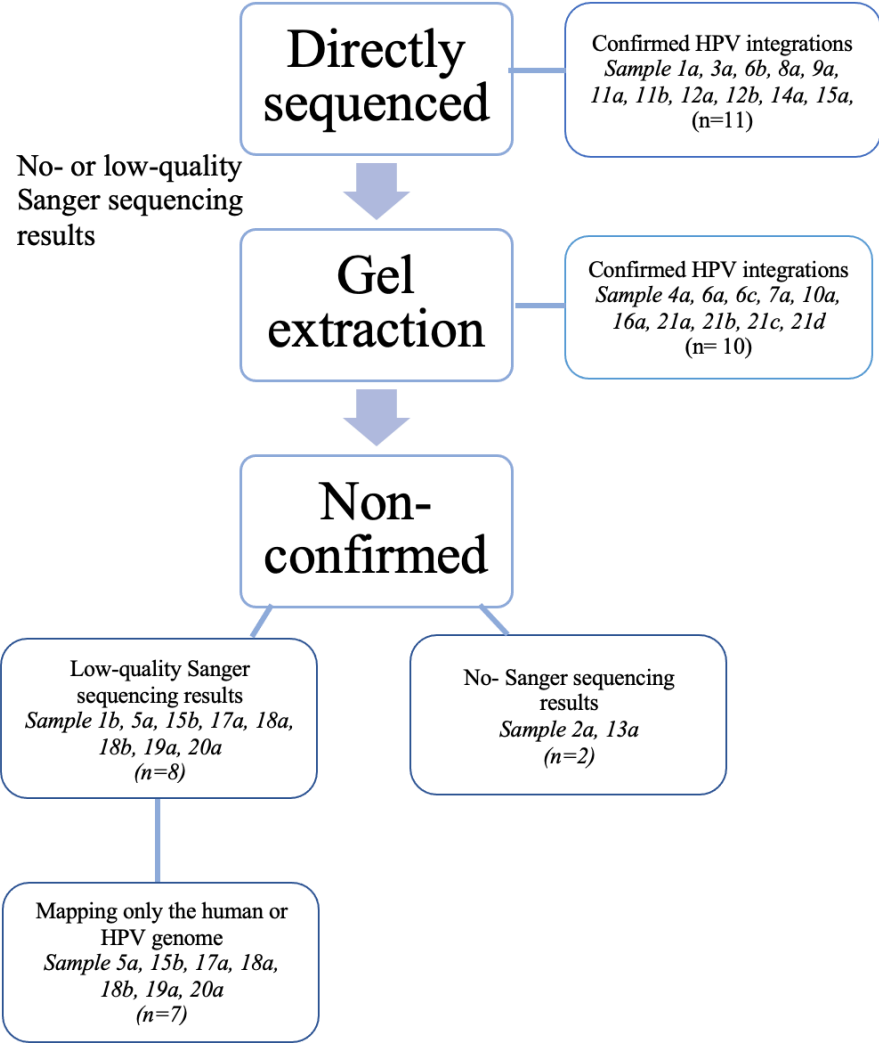 Directly
sequenced
Confirmed HPV integrations
Sample 1a, 3a, 6b, 8a, 9a,
11a, 11b, 12a, 12b, 14a, 15a,
(n=11)
No- or low-quality
Sanger sequencing
results
Gel
extraction
Confirmed HPV integrations
Sample 4a, 6a, 6c, 7a, 10a,
16a, 21a, 21b, 21c, 21d
(n= 10)
Non-
confirmed
Low-quality Sanger
sequencing results
Sample 1b, 5a, 15b, 17a, 18a,
18b, 19a, 20a
(n=8)
No- Sanger sequencing
results
Sample 2a, 13a
(n=2)
Mapping only the human or
HPV genome
Sample 5a, 15b, 17a, 18a,
18b, 19a, 20a
(n=7)